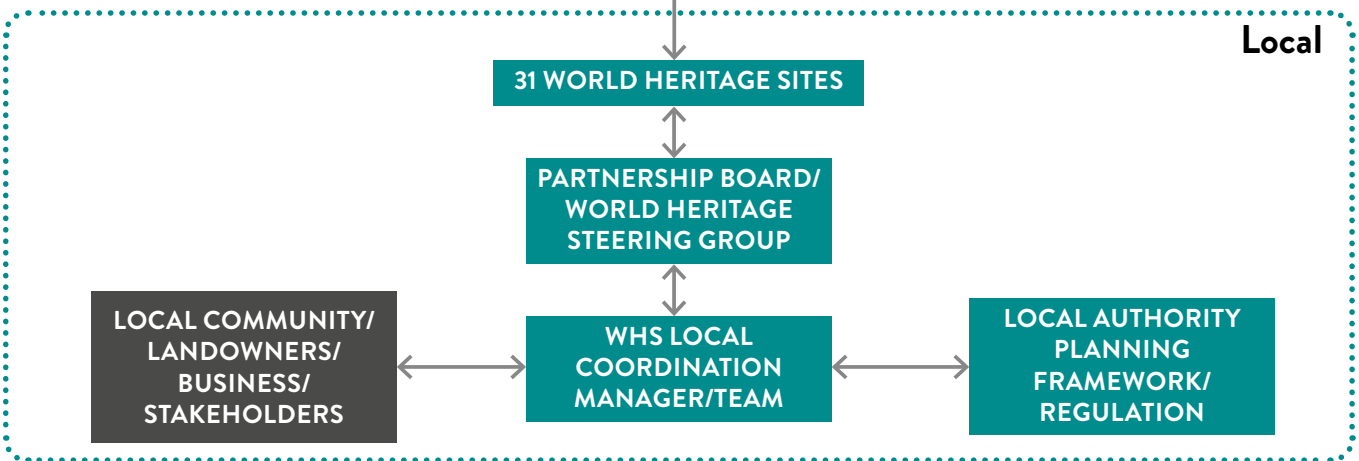 Local
31 WORLD HERITAGE SITES
PARTNERSHIP BOARD/
WORLD HERITAGE
STEERING GROUP
LOCAL COMMUNITY/
LANDOWNERS/
BUSINESS/
STAKEHOLDERS
WHS LOCAL
COORDINATION
MANAGER/TEAM
LOCAL AUTHORITY
PLANNING
FRAMEWORK/
REGULATION